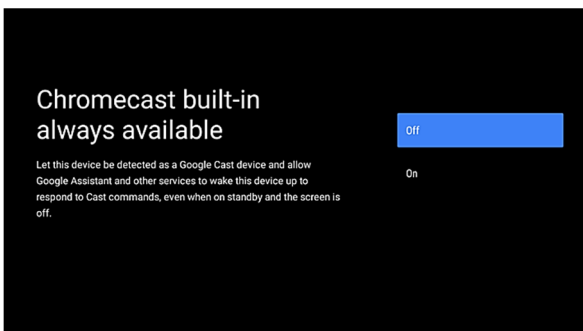 Chromecast built-in
always available
Let this device be detected as a Google Cast device and allow
Google Assistant and other services to wake this device up to
respond to Cast commands, even when on standby and the screen is
off.
Off
On